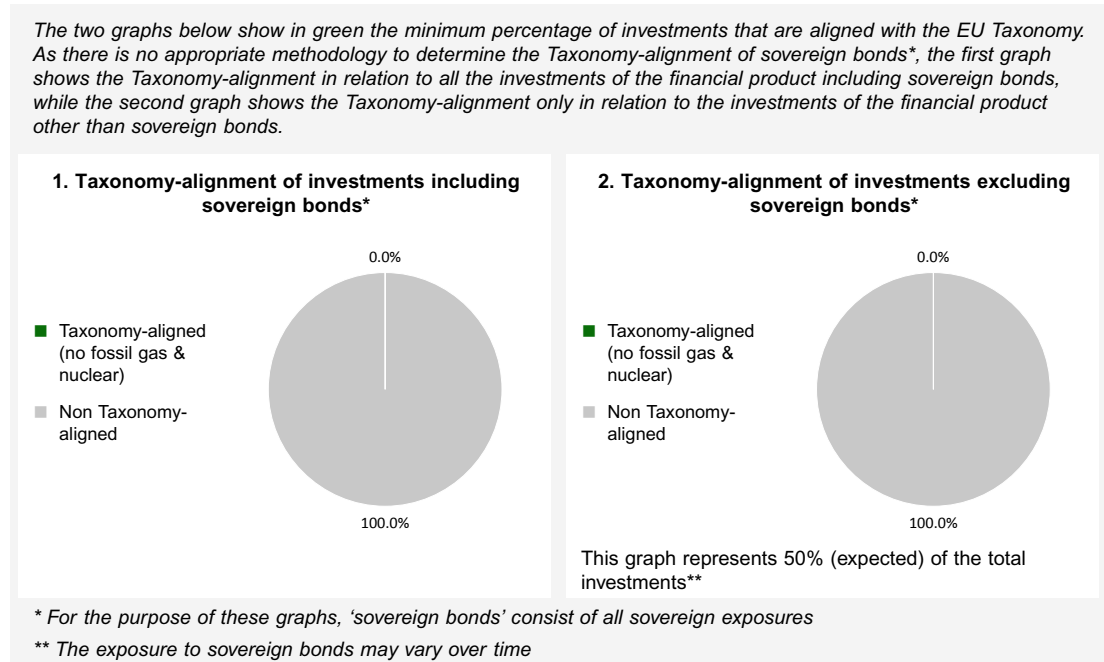 The two graphs below show in green the minimum percentage of investments that are aligned with the EU Taxonomy.
As there is no appropriate methodology to determine the Taxonomy-alignment of sovereign bonds*, the first graph
shows the Taxonomy-alignment in relation to all the investments of the financial product including sovereign bonds,
while the second graph shows the Taxonomy-alignment only in relation to the investments of the financial product
other than sovereign bonds.
1. Taxonomy-alignment of investments including
sovereign bonds*
0.0%
Taxonomy-aligned
(no fossil gas &
nuclear)
Non Taxonomy-
aligned
100.0%
2. Taxonomy-alignment of investments excluding
sovereign bonds*
0.0%
Taxonomy-aligned
(no fossil gas &
nuclear)
Non Taxonomy-
aligned
100.0%
This graph represents 50% (expected) of the total
investments**
* For the purpose of these graphs, ‘sovereign bonds’ consist of all sovereign exposures
** The exposure to sovereign bonds may vary over time